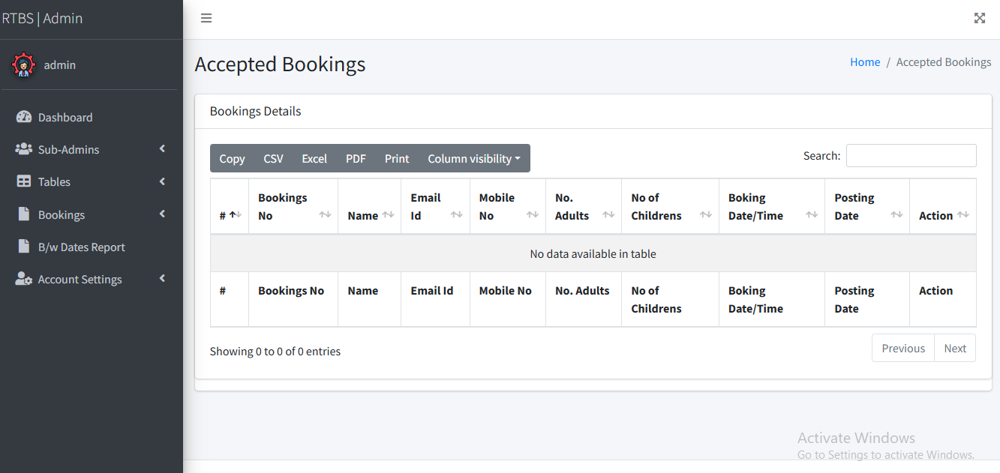 RTBS | Admin
admin
Dashboard
Sub-Admins
Tables
Bookings
B/w Dates Report
Account Settings
Accepted Bookings
Home / Accepted Bookings
Bookings Details
Copy CSV Excel PDF Print Column visibility
Search:
# Bookings No Name Email Id Mobile No No. Adults No of Childrens Boking Date/Time Posting Date Action
No data available in table
# Bookings No Name Email Id Mobile No No. Adults No of Childrens Boking Date/Time Posting Date Action
Showing 0 to 0 of 0 entries
Previous Next
Activate Windows
Go to Settings to activate Windows.